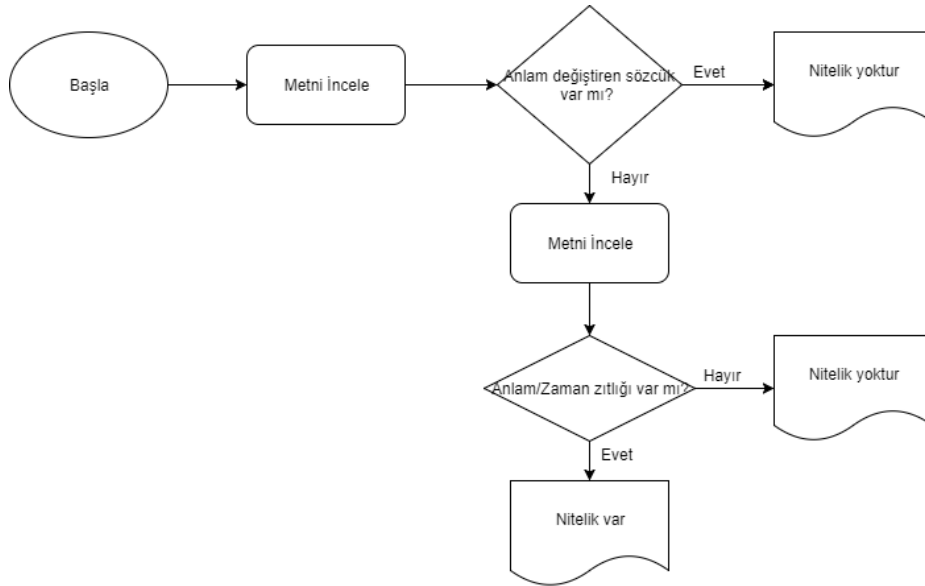 Başla
Metni İncele
Anlam değiştiren sözcük
var mı?
Evet
Nitelik yoktur
Hayır
Metni İncele
Anlam/Zaman zıtlığı var mı?
Hayır
Nitelik yoktur
Evet
Nitelik var